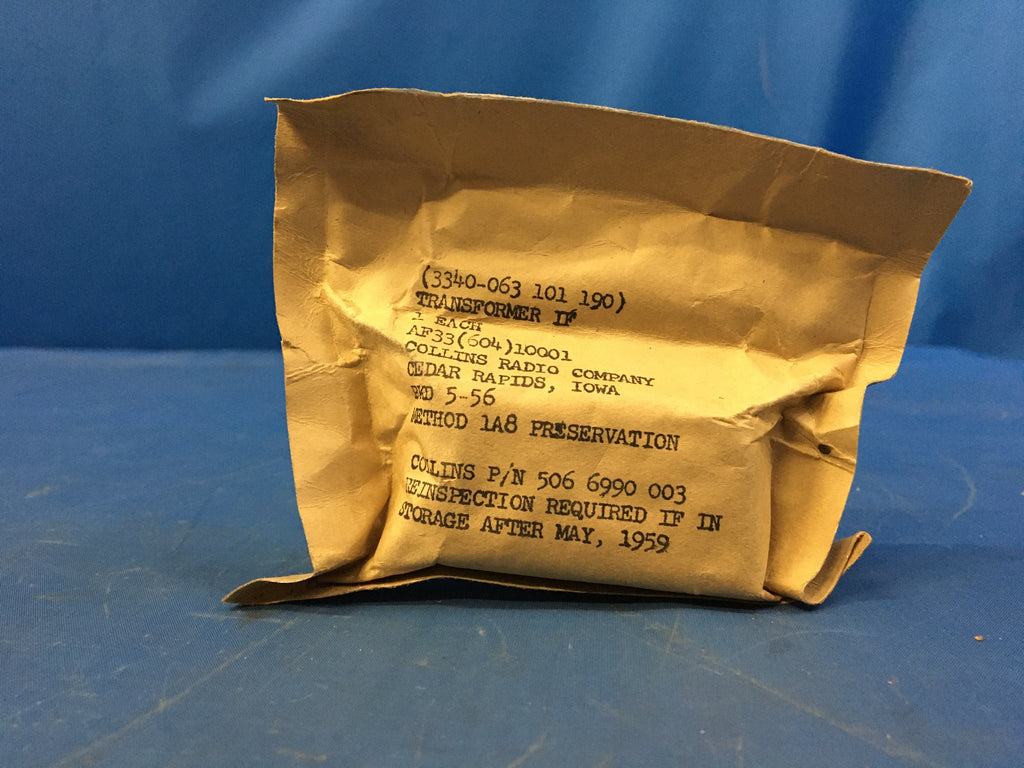 (3340-063 101 190)
TRANSFORMER IF
1 EACH
AF33(604)10001
COLLINS RADIO COMPANY
CEDAR RAPIDS, IOWA
5-56
METHOD 1A8 PRESERVATION
COLLINS P/N 506 6990 003
REINSPECTION REQUIRED IF IN
STORAGE AFTER MAY, 1959